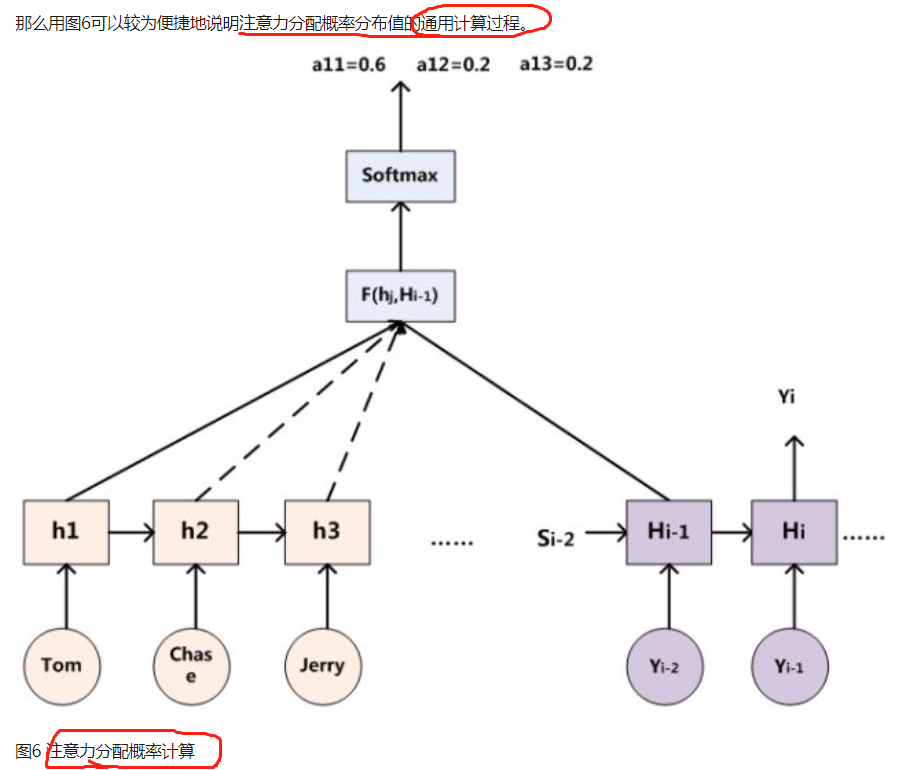 那么用图6可以较为便捷地说明注意力分配概率分布值的通用计算过程。
a11=0.6 a12=0.2 a13=0.2
Softmax
F(hj,Hi-1)
Yi
h1 h2 h3 ...... Si-2 Hi-1 Hi ......
Tom Chas
e Jerry Yi-2 Yi-1
图6 注意力分配概率计算